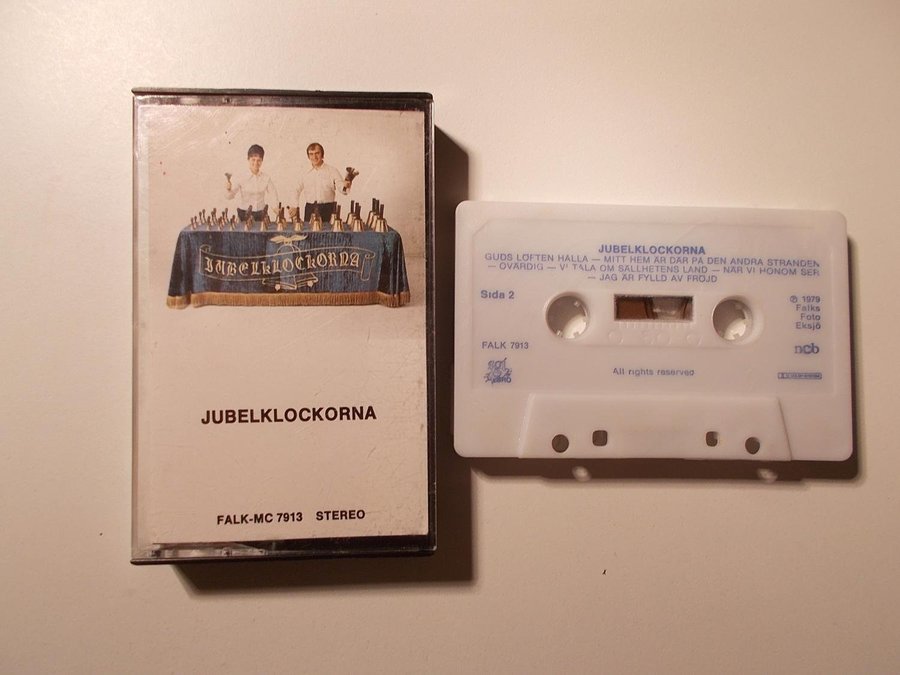 JUBELKLOCKORNA
JUBELKLOCKORNA
FALK-MC 7913 STEREO
JUBELKLOCKORNA
GUDS LÖFTEN HÅLLA — MITT HEM ÄR DÄR PÅ DEN ANDRA STRANDEN
— OVÄRDIG — VI TALA OM SÄLLHETENS LAND — NÄR VI HONOM SER
— JAG ÄR FYLLD AV FRÖJD
Sida 2
℗ 1979
Falks
Foto
Eksjö
FALK 7913
ncb
All rights reserved